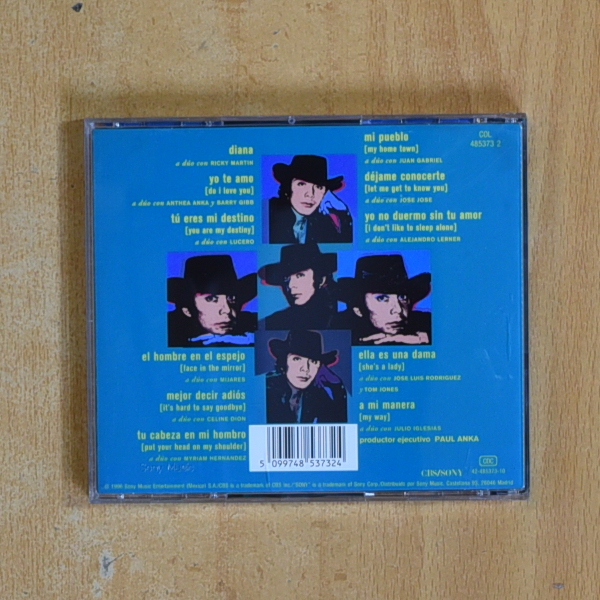 diana
a dúo con RICKY MARTIN
yo te amo
[do i love you]
a dúo con ANTHEA ANKA y BARRY GIBB
tú eres mi destino
[you are my destiny]
a dúo con LUCERO
el hombre en el espejo
[face in the mirror]
a dúo con MIJARES
mejor decir adiós
[it's hard to say goodbye]
a dúo con CELINE DION
tu cabeza en mi hombro
[put your head on my shoulder]
a dúo con MYRIAM HERNANDEZ
mi pueblo
[my home town]
a dúo con JUAN GABRIEL
déjame conocerte
[let me get to know you]
a dúo con JOSE JOSE
yo no duermo sin tu amor
[i don't like to sleep alone]
a dúo con ALEJANDRO LERNER
ella es una dama
[she's a lady]
a dúo con JOSE LUIS RODRIGUEZ
y TOM JONES
a mi manera
[my way]
a dúo con JULIO IGLESIAS
productor ejecutivo PAUL ANKA
COL
485373 2
5 099748 537324
Sony Music
CBS/SONY
42-485373-10